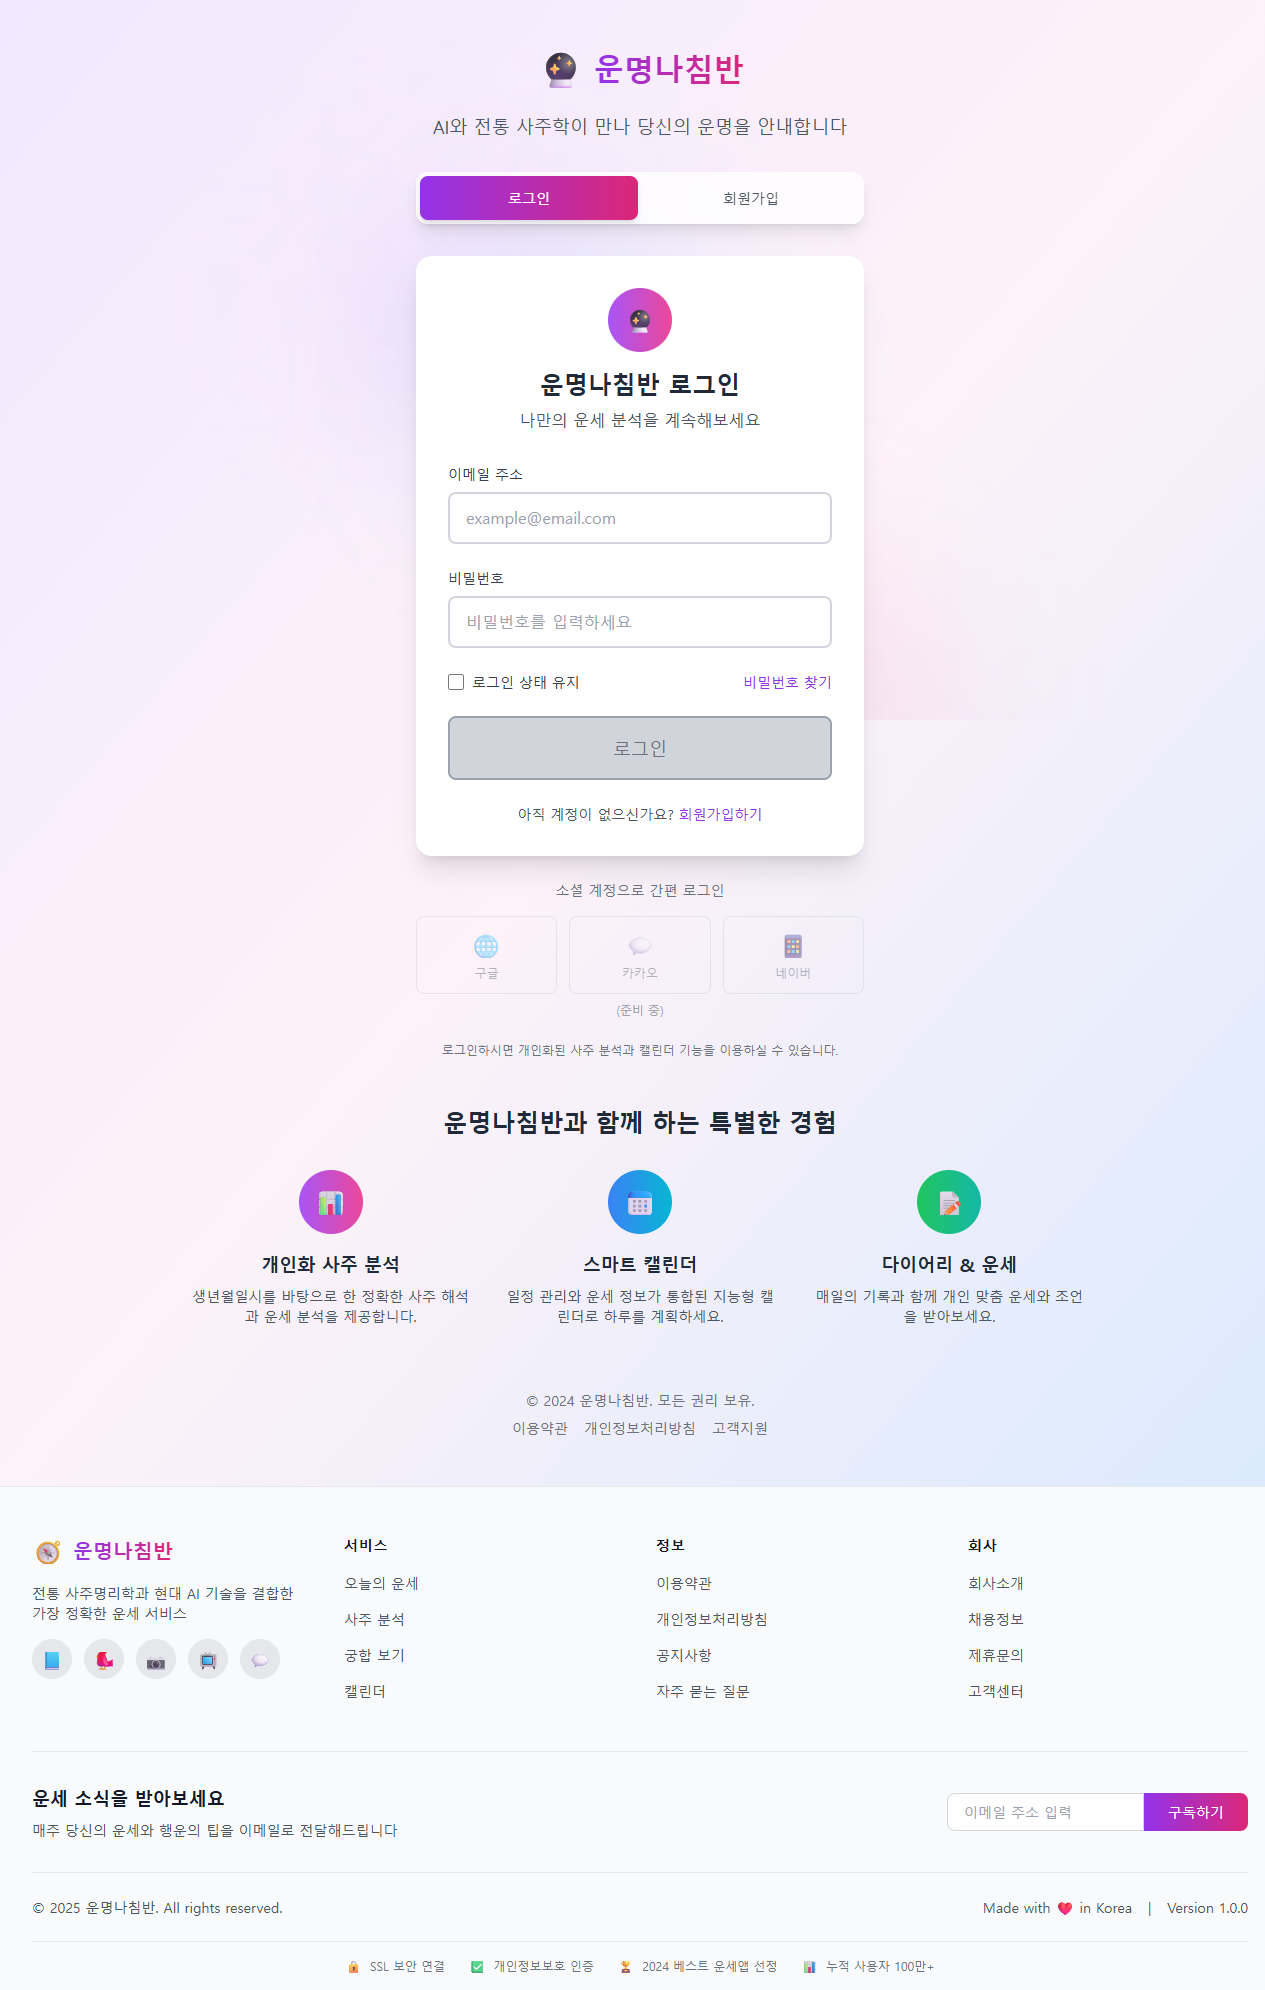 운명나침반
AI와 전통 사주학이 만나 당신의 운명을 안내합니다
로그인
회원가입
운명나침반 로그인
나만의 운세 분석을 계속해보세요
이메일 주소
example@email.com
비밀번호
비밀번호를 입력하세요
로그인 상태 유지
비밀번호 찾기
로그인
아직 계정이 없으신가요? 회원가입하기
소셜 계정으로 간편 로그인
구글
카카오
네이버
(준비 중)
로그인하시면 개인화된 사주 분석과 캘린더 기능을 이용하실 수 있습니다.
운명나침반과 함께 하는 특별한 경험
개인화 사주 분석
생년월일시를 바탕으로 한 정확한 사주 해석
과 운세 분석을 제공합니다.
스마트 캘린더
일정 관리와 운세 정보가 통합된 지능형 캘
린더로 하루를 계획하세요.
다이어리 & 운세
매일의 기록과 함께 개인 맞춤 운세와 조언
을 받아보세요.
© 2024 운명나침반. 모든 권리 보유.
이용약관 개인정보처리방침 고객지원
운명나침반
전통 사주명리학과 현대 AI 기술을 결합한
가장 정확한 운세 서비스
서비스
오늘의 운세
사주 분석
궁합 보기
캘린더
정보
이용약관
개인정보처리방침
공지사항
자주 묻는 질문
회사
회사소개
채용정보
제휴문의
고객센터
운세 소식을 받아보세요
매주 당신의 운세와 행운의 팁을 이메일로 전달해드립니다
이메일 주소 입력
구독하기
© 2025 운명나침반. All rights reserved.
Made with ❤️ in Korea | Version 1.0.0
SSL 보안 연결
개인정보보호 인증
2024 베스트 운세앱 선정
누적 사용자 100만+